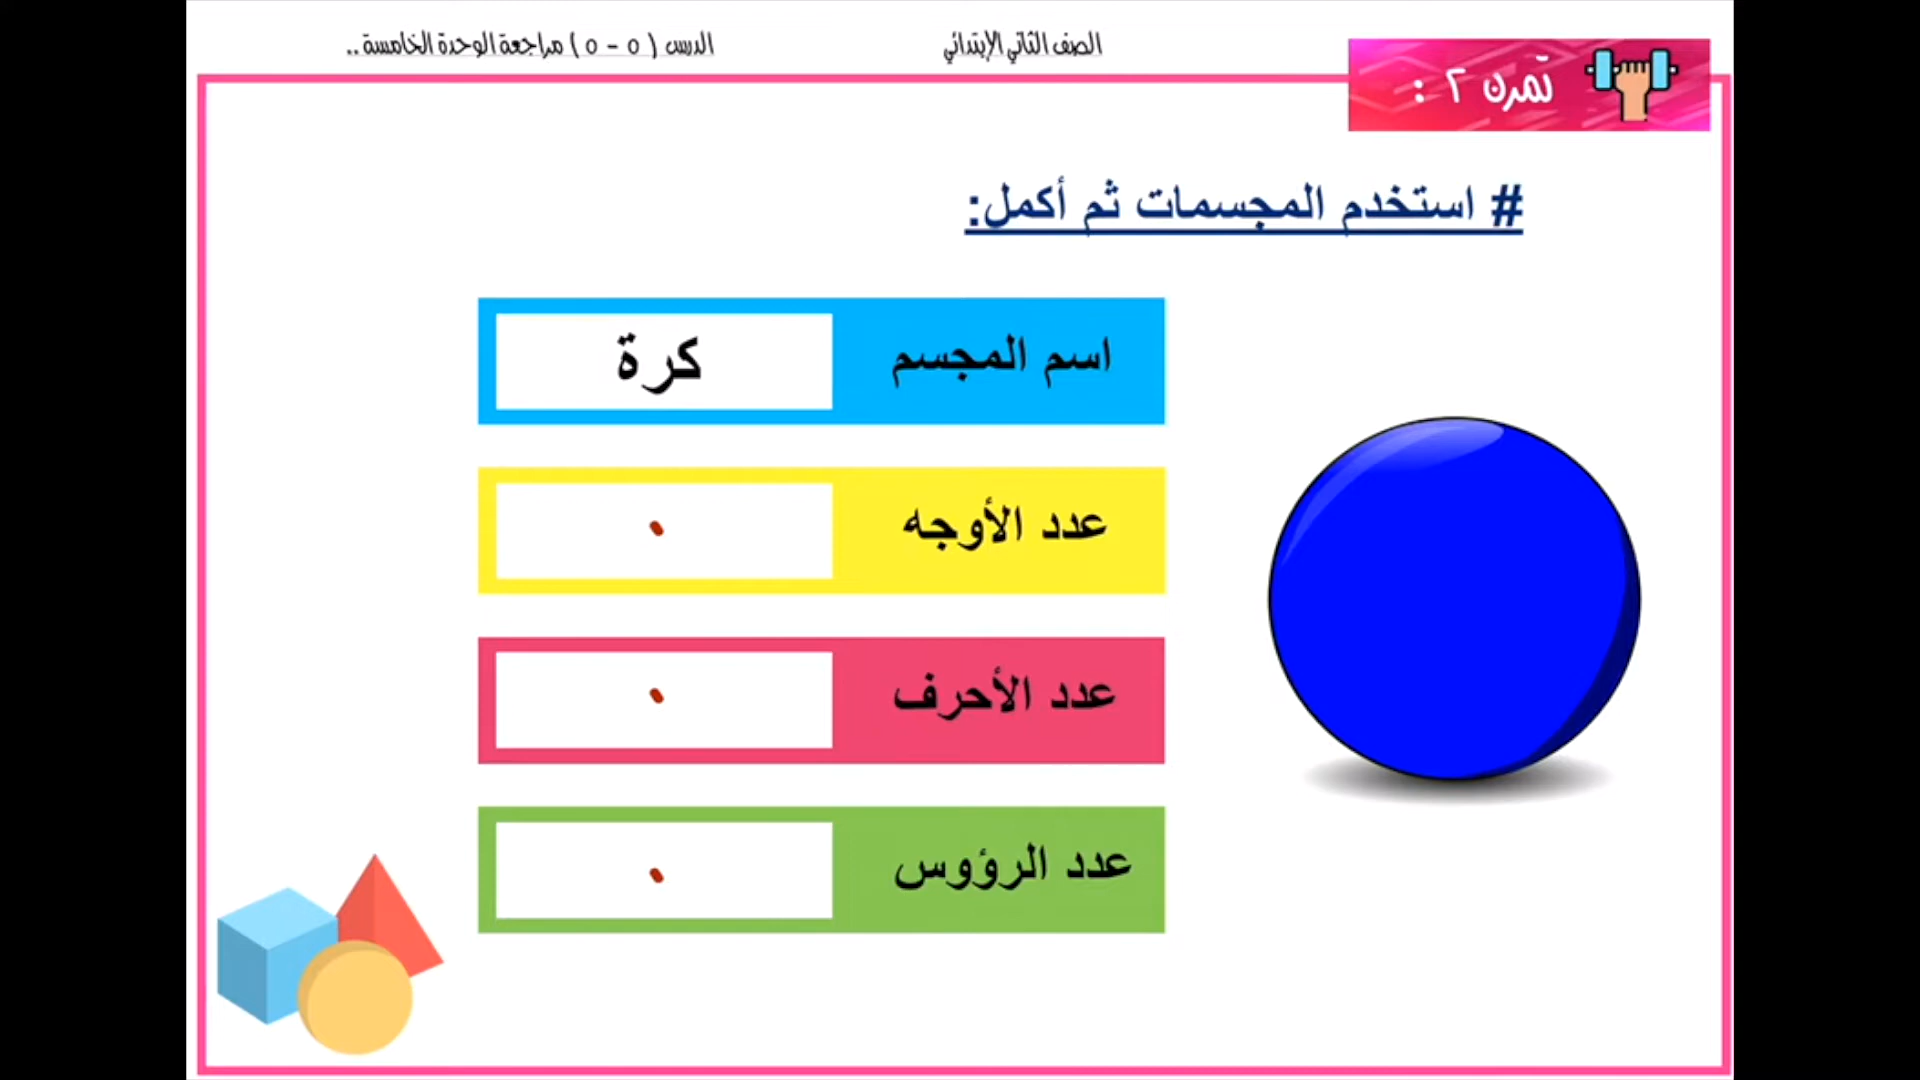 الصف الثاني الإبتدائي
الدرس ( ٥ - ٥ ) مراجعة الوحدة الخامسة ..
تمرن ٢ :
# استخدم المجسمات ثم أكمل:
اسم المجسم
كرة
عدد الأوجه
٠
عدد الأحرف
٠
عدد الرؤوس
٠